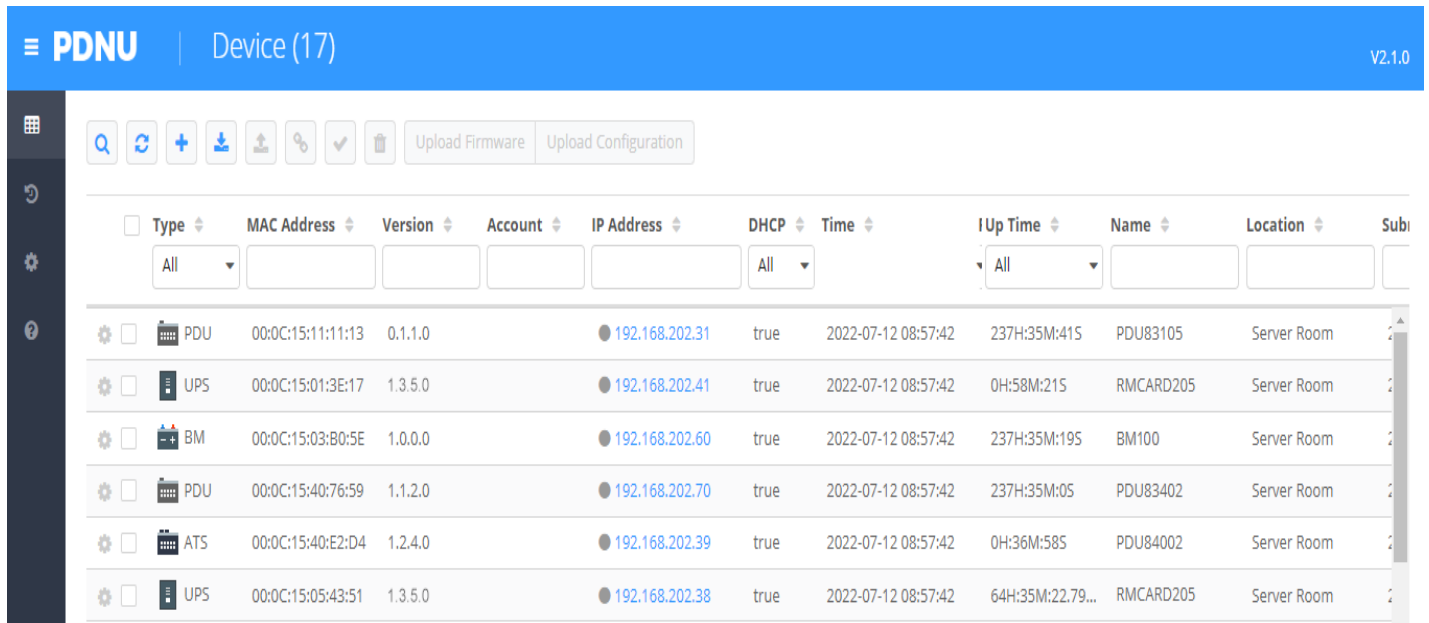 PDNU Device (17)
V2.1.0
Upload Firmware Upload Configuration
Type MAC Address Version Account IP Address DHCP Time Up Time Name Location
All All All
PDU 00:0C:15:11:11:13 0.1.1.0 192.168.202.31 true 2022-07-12 08:57:42 237H:35M:41S PDU83105 Server Room
UPS 00:0C:15:01:3E:17 1.3.5.0 192.168.202.41 true 2022-07-12 08:57:42 0H:58M:21S RMCARD205 Server Room
BM 00:0C:15:03:B0:5E 1.0.0.0 192.168.202.60 true 2022-07-12 08:57:42 237H:35M:19S BM100 Server Room
PDU 00:0C:15:40:76:59 1.1.2.0 192.168.202.70 true 2022-07-12 08:57:42 237H:35M:0S PDU83402 Server Room
ATS 00:0C:15:40:E2:D4 1.2.4.0 192.168.202.39 true 2022-07-12 08:57:42 0H:36M:58S PDU84002 Server Room
UPS 00:0C:15:05:43:51 1.3.5.0 192.168.202.38 true 2022-07-12 08:57:42 64H:35M:22.79... RMCARD205 Server Room